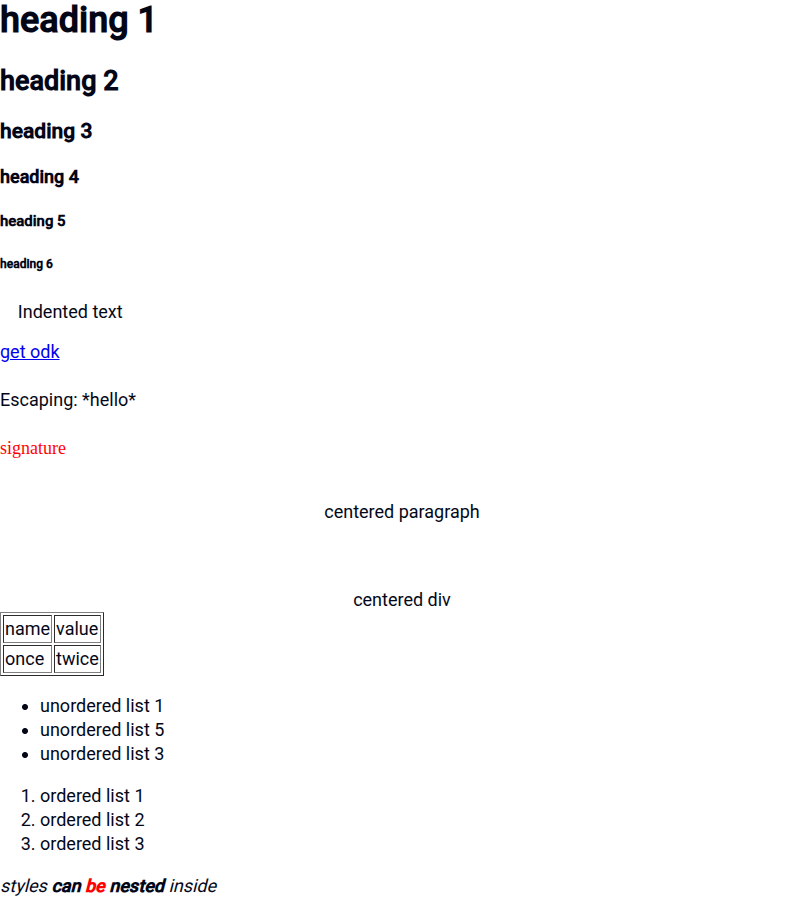 heading 1
heading 2
heading 3
heading 4
heading 5
heading 6
Indented text
get odk
Escaping: *hello*
signature
centered paragraph
centered div
name value
once twice
• unordered list 1
• unordered list 5
• unordered list 3
1. ordered list 1
2. ordered list 2
3. ordered list 3
styles can be nested inside